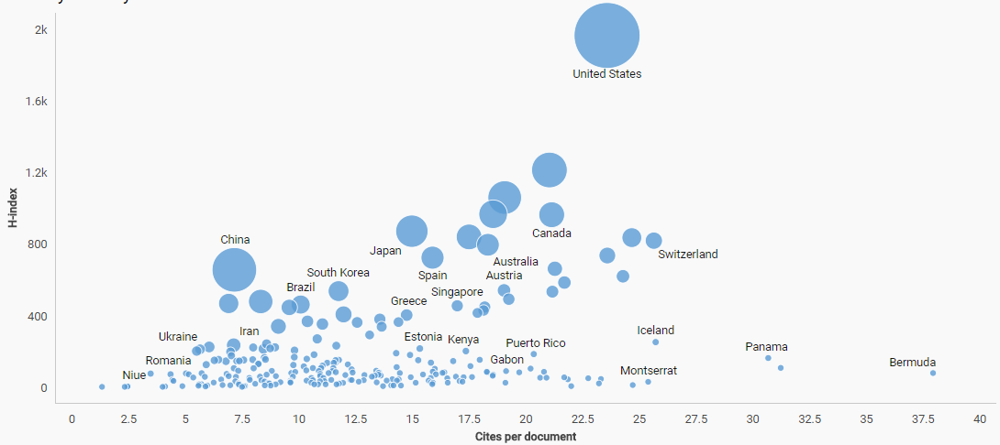 2k
United States
1.6k
1.2k
H-index
Canada
800
China
Japan
Switzerland
Australia
South Korea
Spain
Austria
Brazil
Singapore
Greece
400
Iran
Iceland
Ukraine
Estonia
Kenya
Puerto Rico
Panama
Romania
Gabon
Bermuda
Niue
Montserrat
0
0 2.5 5 7.5 10 12.5 15 17.5 20 22.5 25 27.5 30 32.5 35 37.5 40
Cites per document